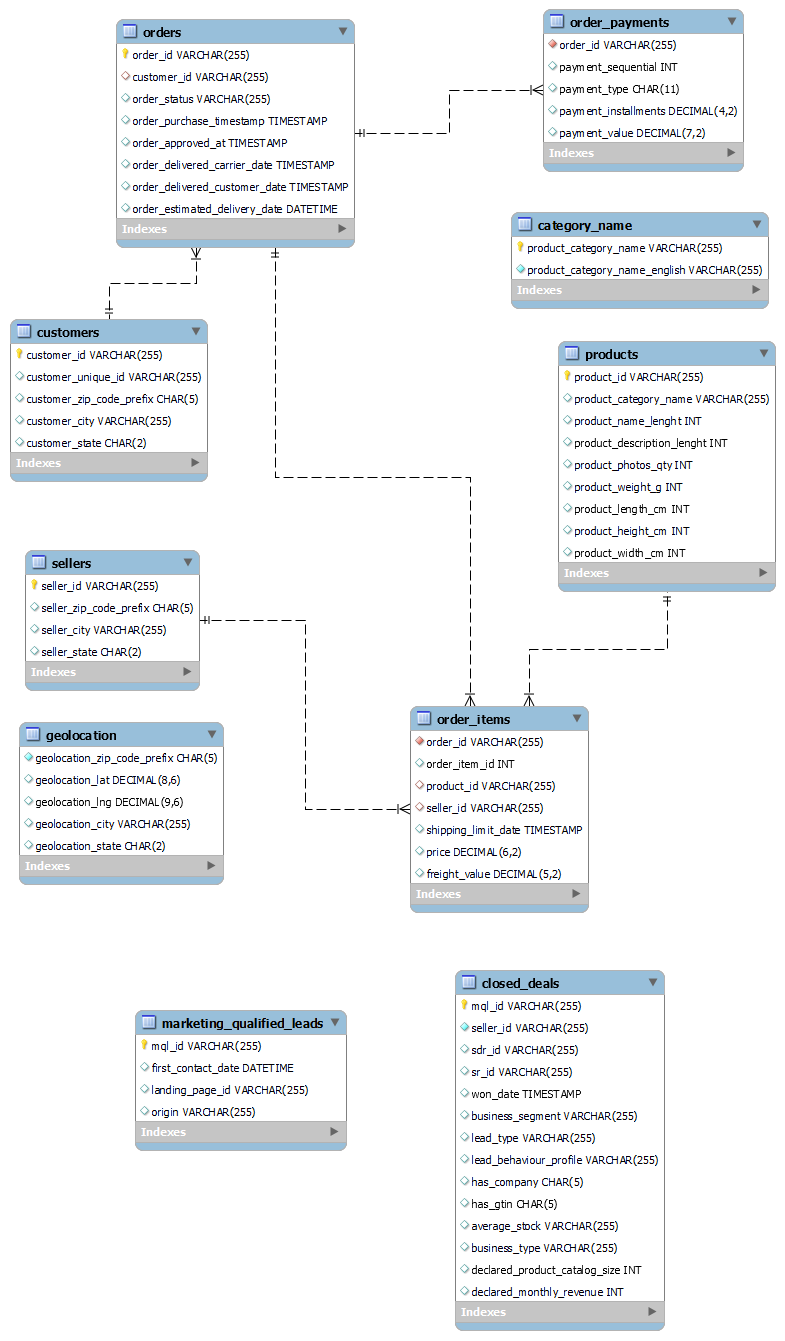 orders
order_id VARCHAR(255)
customer_id VARCHAR(255)
order_status VARCHAR(255)
order_purchase_timestamp TIMESTAMP
order_approved_at TIMESTAMP
order_delivered_carrier_date TIMESTAMP
order_delivered_customer_date TIMESTAMP
order_estimated_delivery_date DATETIME
Indexes
order_payments
order_id VARCHAR(255)
payment_sequential INT
payment_type CHAR(11)
payment_installments DECIMAL(4,2)
payment_value DECIMAL(7,2)
Indexes
category_name
product_category_name VARCHAR(255)
product_category_name_english VARCHAR(255)
Indexes
customers
customer_id VARCHAR(255)
customer_unique_id VARCHAR(255)
customer_zip_code_prefix CHAR(5)
customer_city VARCHAR(255)
customer_state CHAR(2)
Indexes
products
product_id VARCHAR(255)
product_category_name VARCHAR(255)
product_name_lenght INT
product_description_lenght INT
product_photos_qty INT
product_weight_g INT
product_length_cm INT
product_height_cm INT
product_width_cm INT
Indexes
sellers
seller_id VARCHAR(255)
seller_zip_code_prefix CHAR(5)
seller_city VARCHAR(255)
seller_state CHAR(2)
Indexes
geolocation
geolocation_zip_code_prefix CHAR(5)
geolocation_lat DECIMAL(8,6)
geolocation_lng DECIMAL(9,6)
geolocation_city VARCHAR(255)
geolocation_state CHAR(2)
Indexes
order_items
order_id VARCHAR(255)
order_item_id INT
product_id VARCHAR(255)
seller_id VARCHAR(255)
shipping_limit_date TIMESTAMP
price DECIMAL(6,2)
freight_value DECIMAL(5,2)
Indexes
marketing_qualified_leads
mql_id VARCHAR(255)
first_contact_date DATETIME
landing_page_id VARCHAR(255)
origin VARCHAR(255)
Indexes
closed_deals
mql_id VARCHAR(255)
seller_id VARCHAR(255)
sdr_id VARCHAR(255)
sr_id VARCHAR(255)
won_date TIMESTAMP
business_segment VARCHAR(255)
lead_type VARCHAR(255)
lead_behaviour_profile VARCHAR(255)
has_company CHAR(5)
has_gtin CHAR(5)
average_stock VARCHAR(255)
business_type VARCHAR(255)
declared_product_catalog_size INT
declared_monthly_revenue INT
Indexes